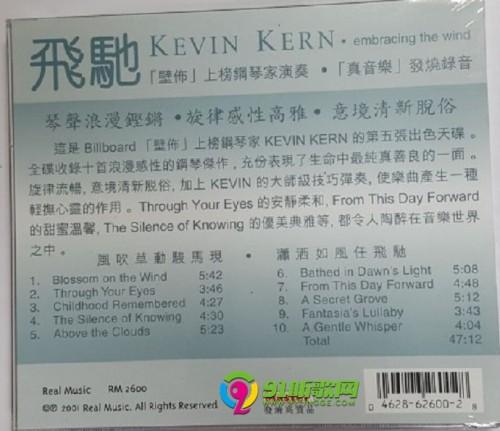 飛馳 KEVIN KERN • embracing the wind
「壁佈」上榜鋼琴家演奏 •「真音樂」發燒錄音
琴聲浪漫鏗鏘 • 旋律感性高雅 • 意境清新脫俗
這是 Billboard「壁佈」上榜鋼琴家 KEVIN KERN 的第五張出色天碟。
全碟收錄十首浪漫感性的鋼琴傑作，充份表現了生命中最純真善良的一面。
旋律流暢，意境清新脫俗，加上 KEVIN 的大師級技巧彈奏，使樂曲產生一種
輕撫心靈的作用。Through Your Eyes 的安靜柔和，From This Day Forward
的甜蜜溫馨，The Silence of Knowing 的優美典雅等，都令人陶醉在音樂世界
之中。
風吹草動駿馬現 •
1. Blossom on the Wind 5:42
2. Through Your Eyes 3:46
3. Childhood Remembered 4:27
4. The Silence of Knowing 4:30
5. Above the Clouds 5:23
瀟洒如風任飛馳
6. Bathed in Dawn's Light 5:08
7. From This Day Forward 4:48
8. A Secret Grove 5:12
9. Fantasia's Lullaby 3:43
10. A Gentle Whisper 4:04
Total 47:12
Real Music RM 2600
©℗ 2001 Real Music. All Rights Reserved.
發燒高質品
91听歌网
0 4628-62600-2 8